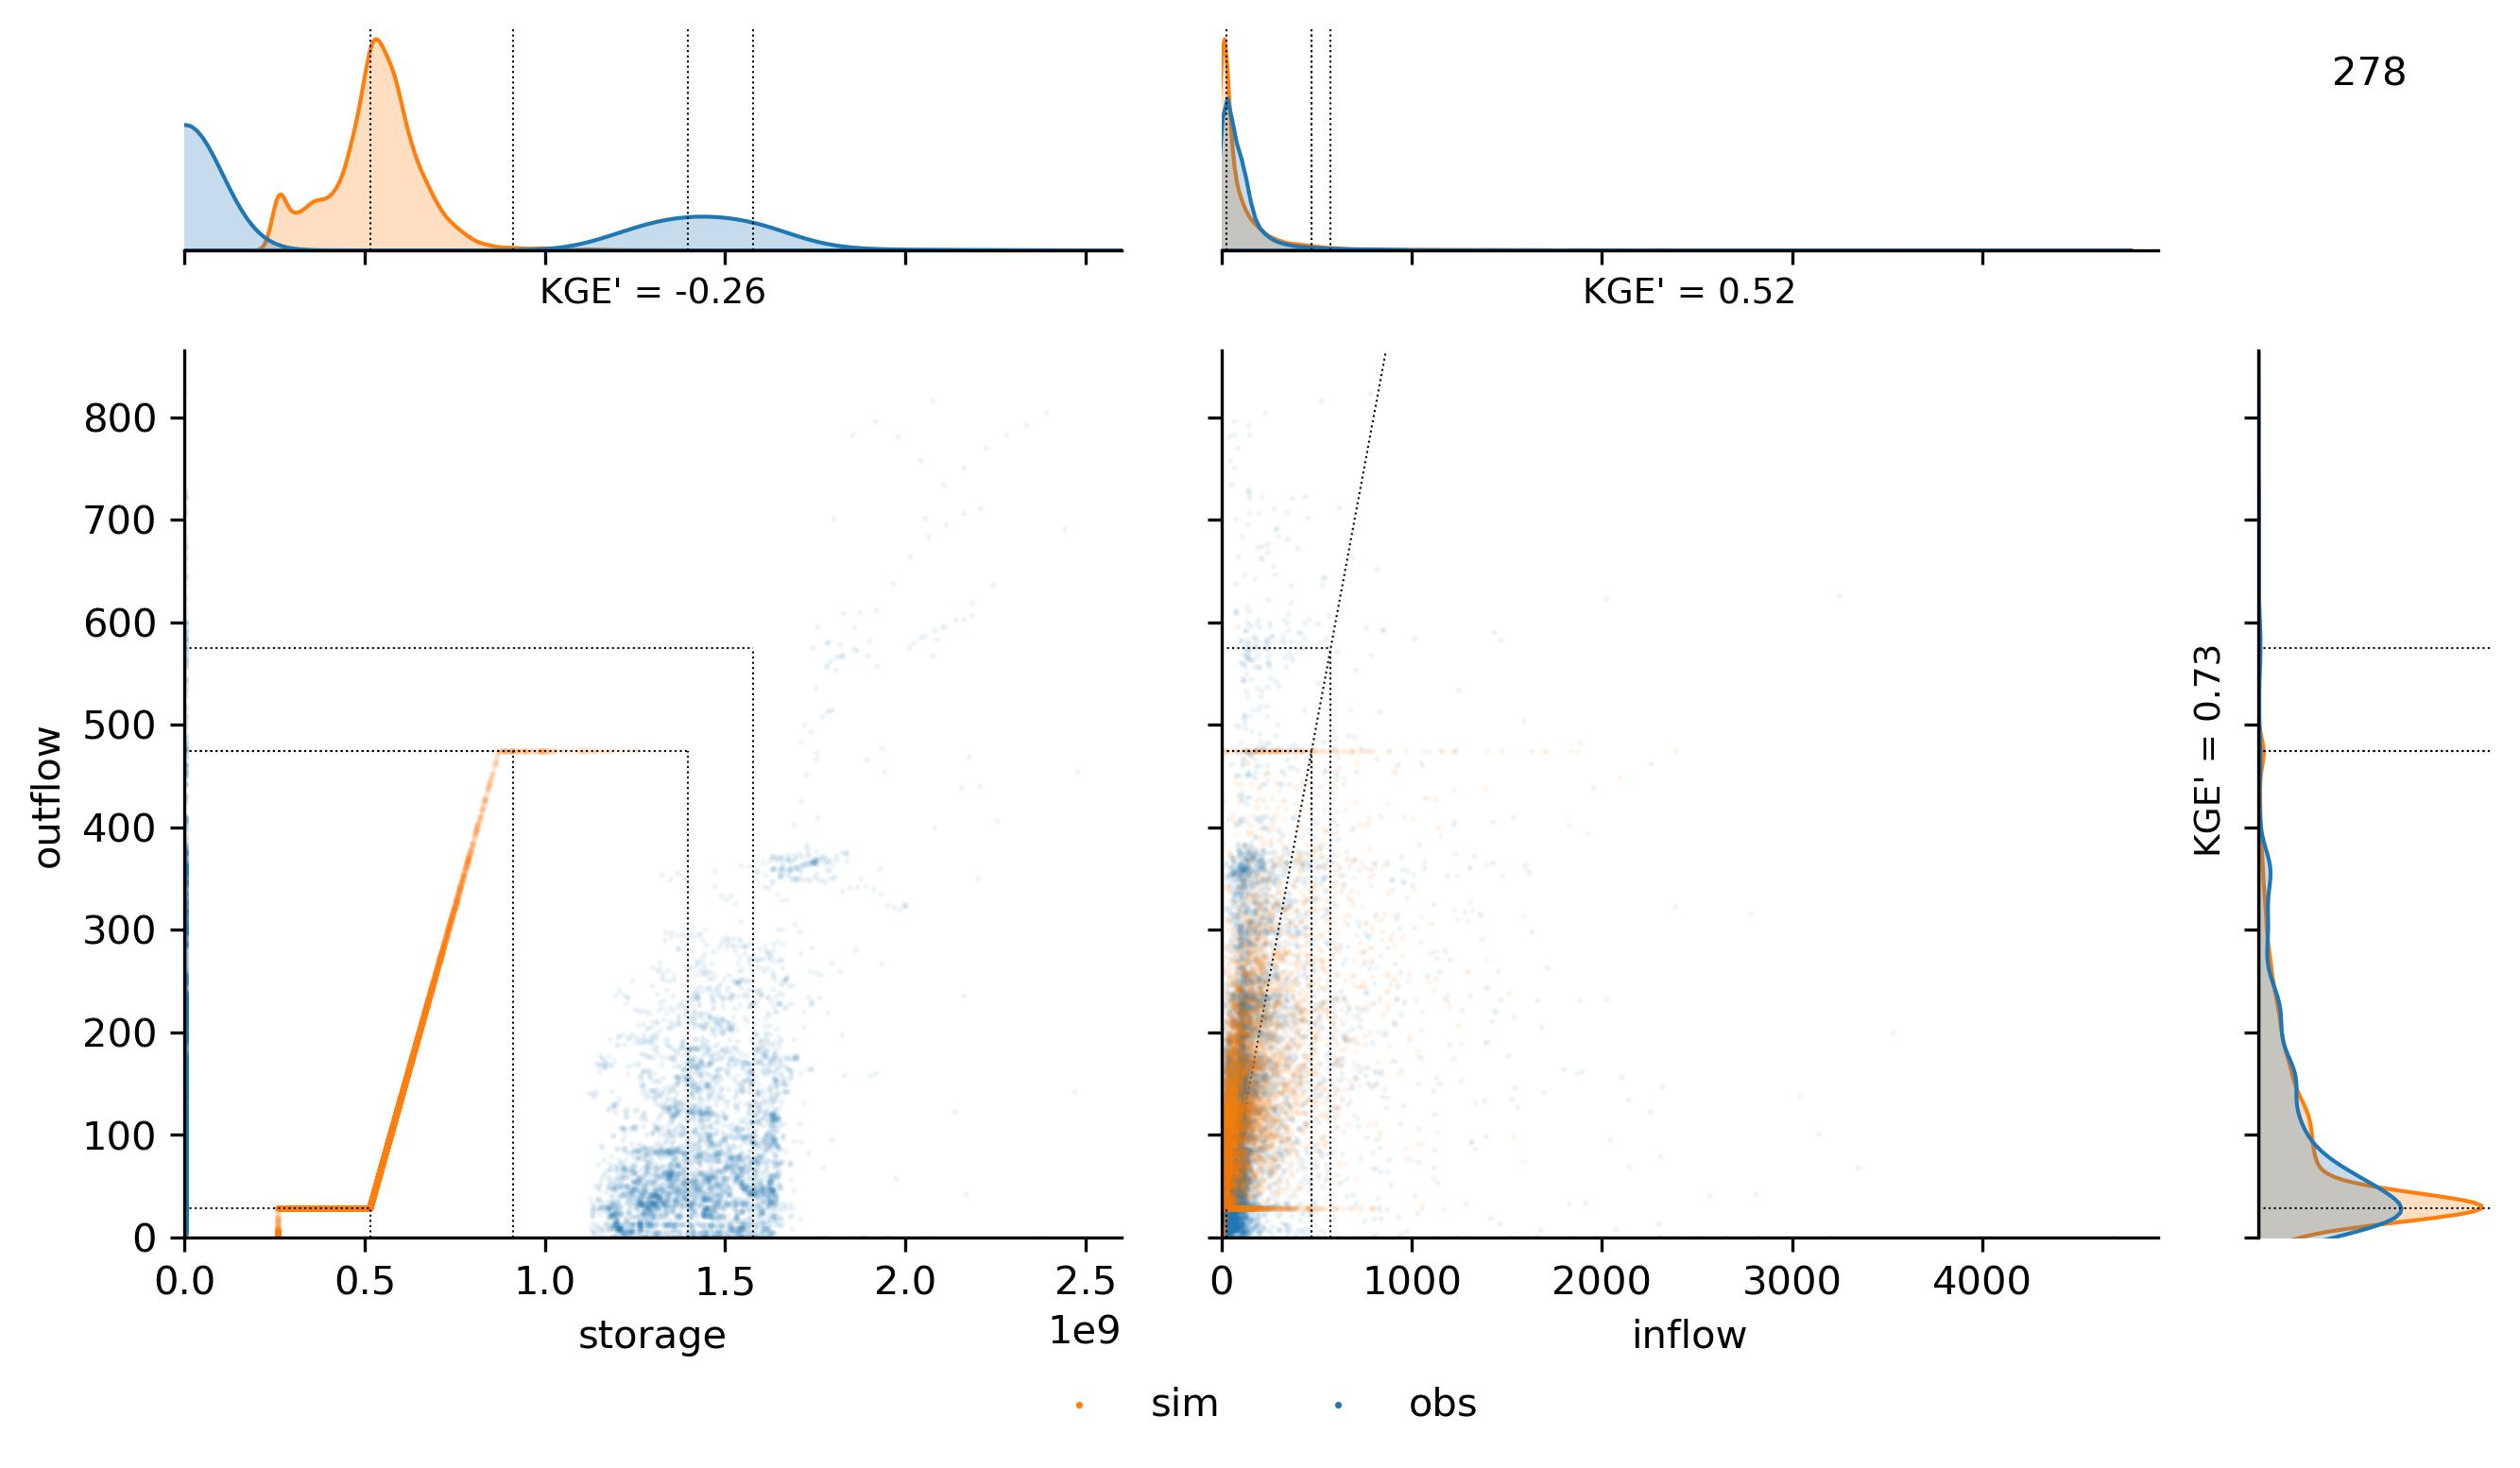 278
KGE' = -0.26
KGE' = 0.52
800
700
600
500
400
300
200
100
0
outflow
KGE' = 0.73
0.0 0.5 1.0 1.5 2.0 2.5
1e9
storage
0 1000 2000 3000 4000
inflow
sim obs